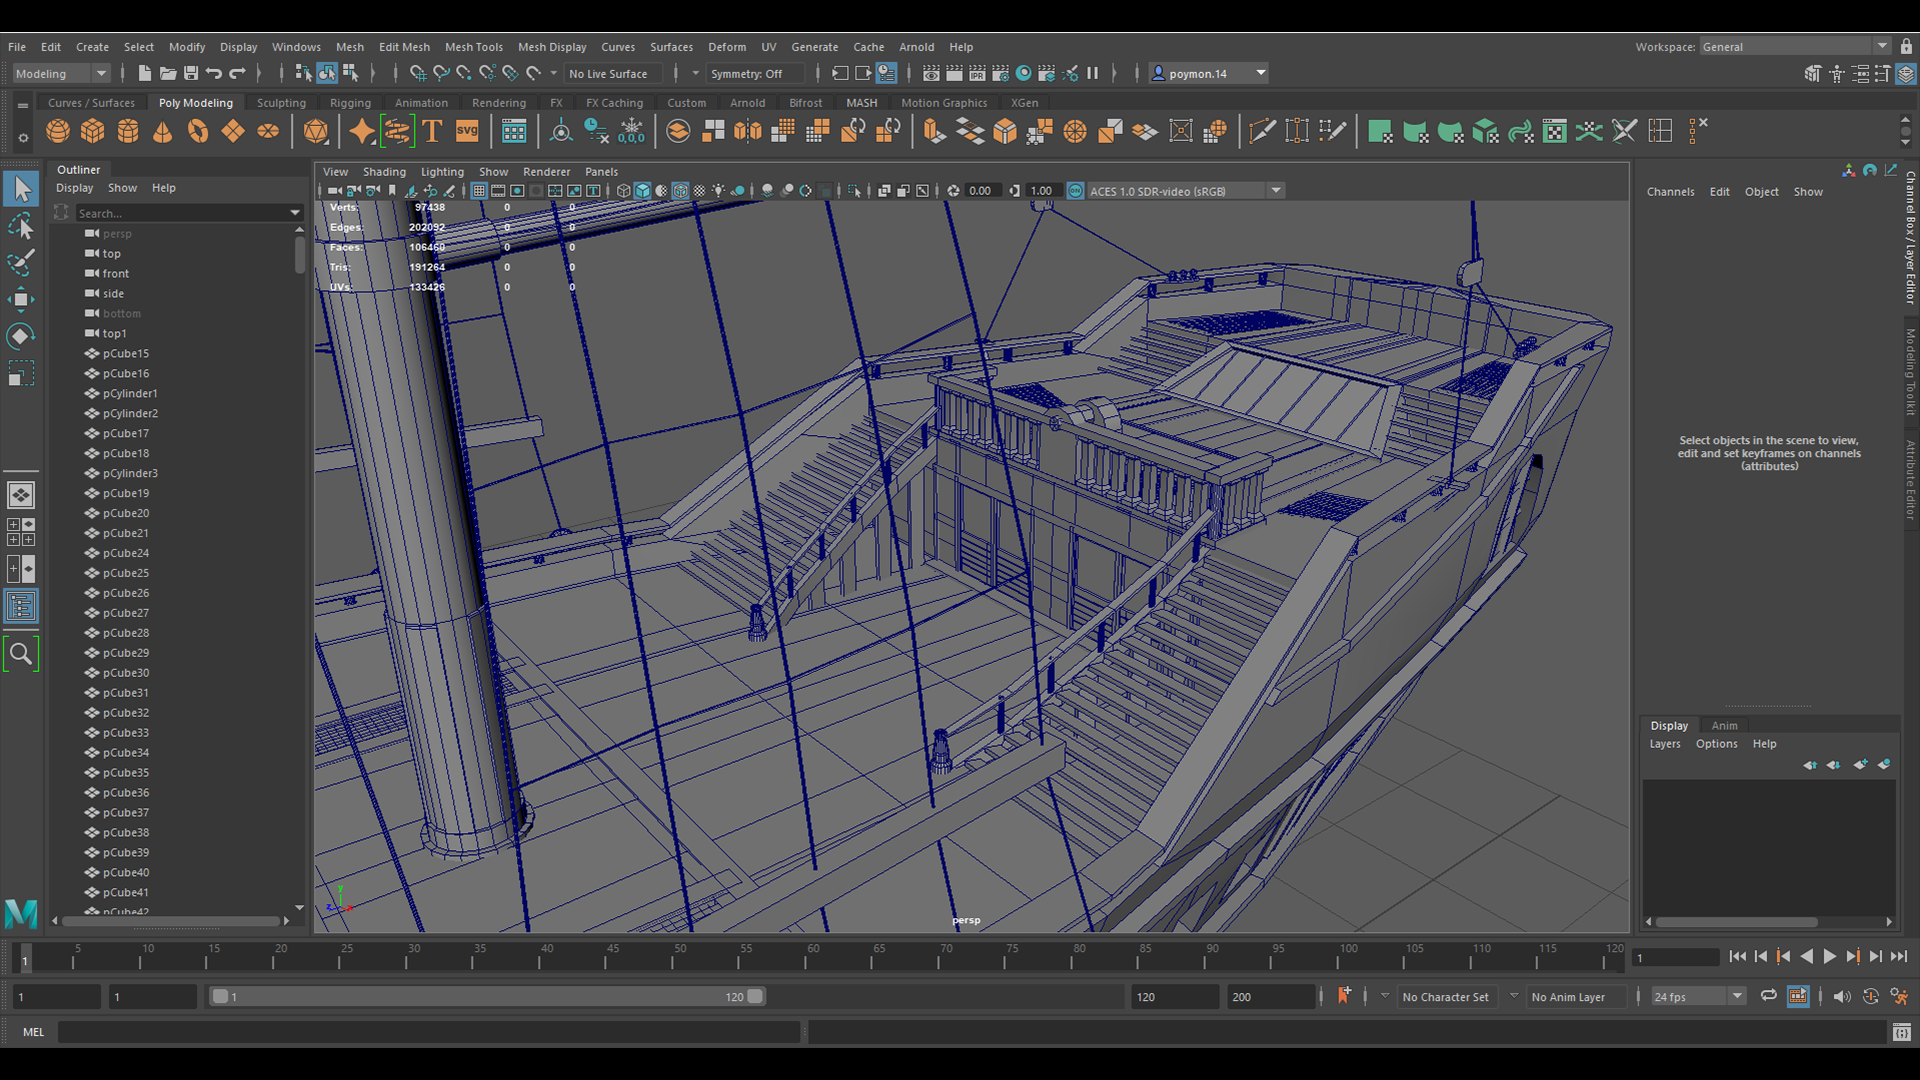 File Edit Create Select Modify Display Windows Mesh Edit Mesh Mesh Tools Mesh Display Curves Surfaces Deform UV Generate Cache Arnold Help Workspace: General
Modeling No Live Surface Symmetry: Off IPR poymon.14
Curves / Surfaces Poly Modeling Sculpting Rigging Animation Rendering FX FX Caching Custom Arnold Bifrost MASH Motion Graphics XGen
T SVG 0,0,0
Outliner
Display Show Help
Search...
persp
top
front
side
bottom
top1
pCube15
pCube16
pCylinder1
pCylinder2
pCube17
pCube18
pCylinder3
pCube19
pCube20
pCube21
pCube24
pCube25
pCube26
pCube27
pCube28
pCube29
pCube30
pCube31
pCube32
pCube33
pCube34
pCube35
pCube36
pCube37
pCube38
pCube39
pCube40
pCube41
pCube42
View Shading Lighting Show Renderer Panels
0.00 1.00 ACES 1.0 SDR-video (sRGB)
Verts: 97438 0 0
Edges: 202092 0 0
Faces: 106460 0 0
Tris: 191264 0 0
UVs: 133426 0 0
y
z
persp
Channels Edit Object Show
Select objects in the scene to view,
edit and set keyframes on channels
(attributes)
Channel Box / Layer Editor
Modeling Toolkit
Attribute Editor
Display Anim
Layers Options Help
M
1 5 10 15 20 25 30 35 40 45 50 55 60 65 70 75 80 85 90 95 100 105 110 115 120
1
1 1 1 120 120 200 No Character Set No Anim Layer 24 fps
MEL